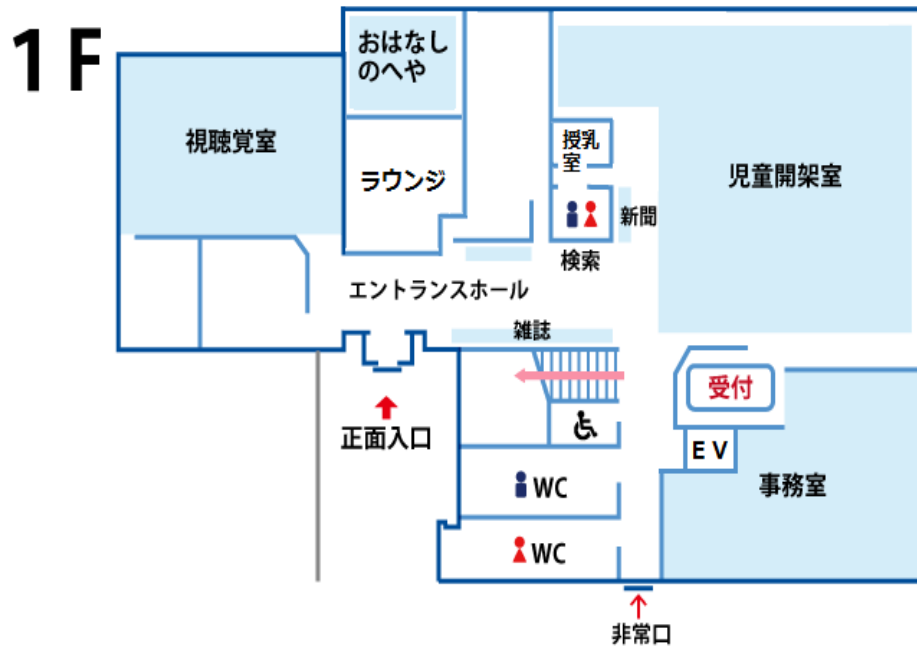 1F
おはなし
のへや
視聴覚室
授乳
室
児童開架室
ラウンジ
新聞
検索
エントランスホール
雑誌
受付
正面入口
EV
WC
事務室
WC
非常口